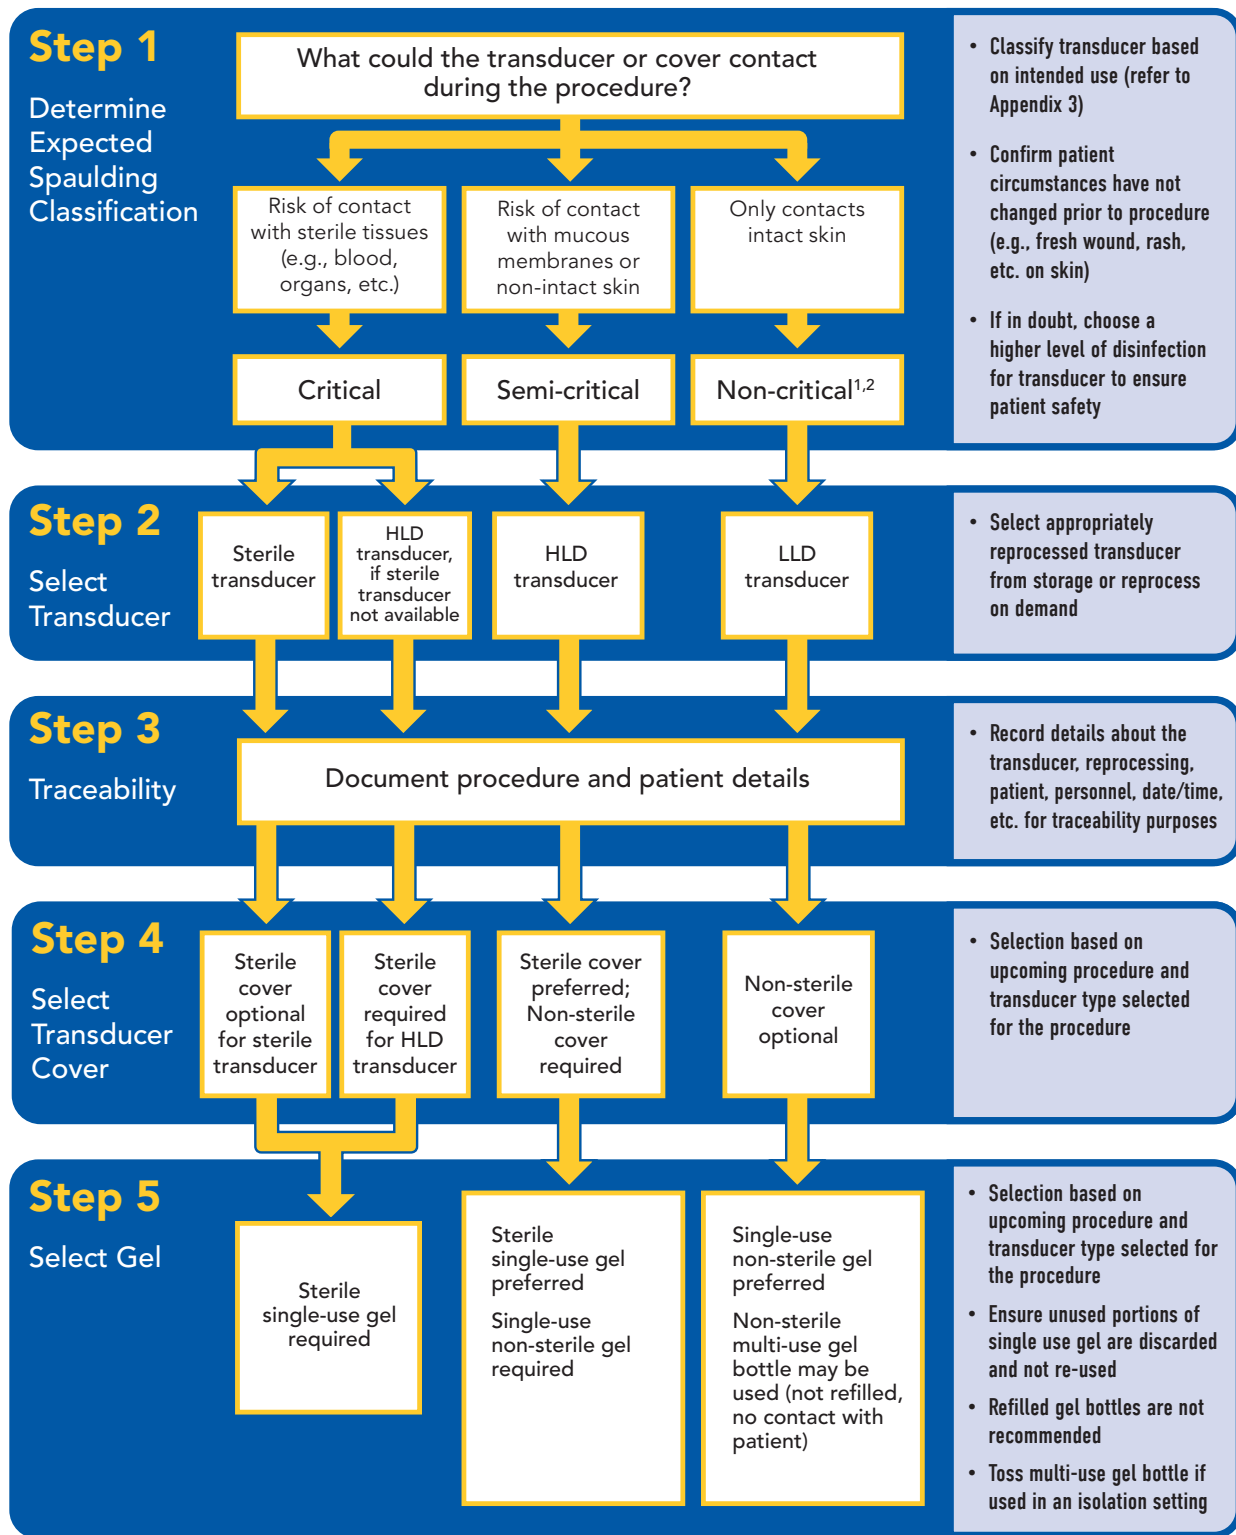 Step 1
Determine
Expected
Spaulding
Classification
What could the transducer or cover contact
during the procedure?
Risk of contact
with sterile tissues
(e.g., blood,
organs, etc.)
Risk of contact
with mucous
membranes or
non-intact skin
Only contacts
intact skin
Critical
Semi-critical
Non-critical1,2
• Classify transducer based
on intended use (refer to
Appendix 3)
• Confirm patient
circumstances have not
changed prior to procedure
(e.g., fresh wound, rash,
etc. on skin)
• If in doubt, choose a
higher level of disinfection
for transducer to ensure
patient safety
Step 2
Select
Transducer
Sterile
transducer
HLD
transducer,
if sterile
transducer
not available
HLD
transducer
LLD
transducer
• Select appropriately
reprocessed transducer
from storage or reprocess
on demand
Step 3
Traceability
Document procedure and patient details
• Record details about the
transducer, reprocessing,
patient, personnel, date/time,
etc. for traceability purposes
Step 4
Select
Transducer
Cover
Sterile
cover
optional
for sterile
transducer
Sterile
cover
required
for HLD
transducer
Sterile cover
preferred;
Non-sterile
cover
required
Non-sterile
cover
optional
• Selection based on
upcoming procedure and
transducer type selected
for the procedure
Step 5
Select Gel
Sterile
single-use gel
required
Sterile
single-use gel
preferred
Single-use
non-sterile gel
required
Single-use
non-sterile gel
preferred
Non-sterile
multi-use gel
bottle may be
used (not refilled,
no contact with
patient)
• Selection based on
upcoming procedure and
transducer type selected for
the procedure
• Ensure unused portions of
single use gel are discarded
and not re-used
• Refilled gel bottles are not
recommended
• Toss multi-use gel bottle if
used in an isolation setting